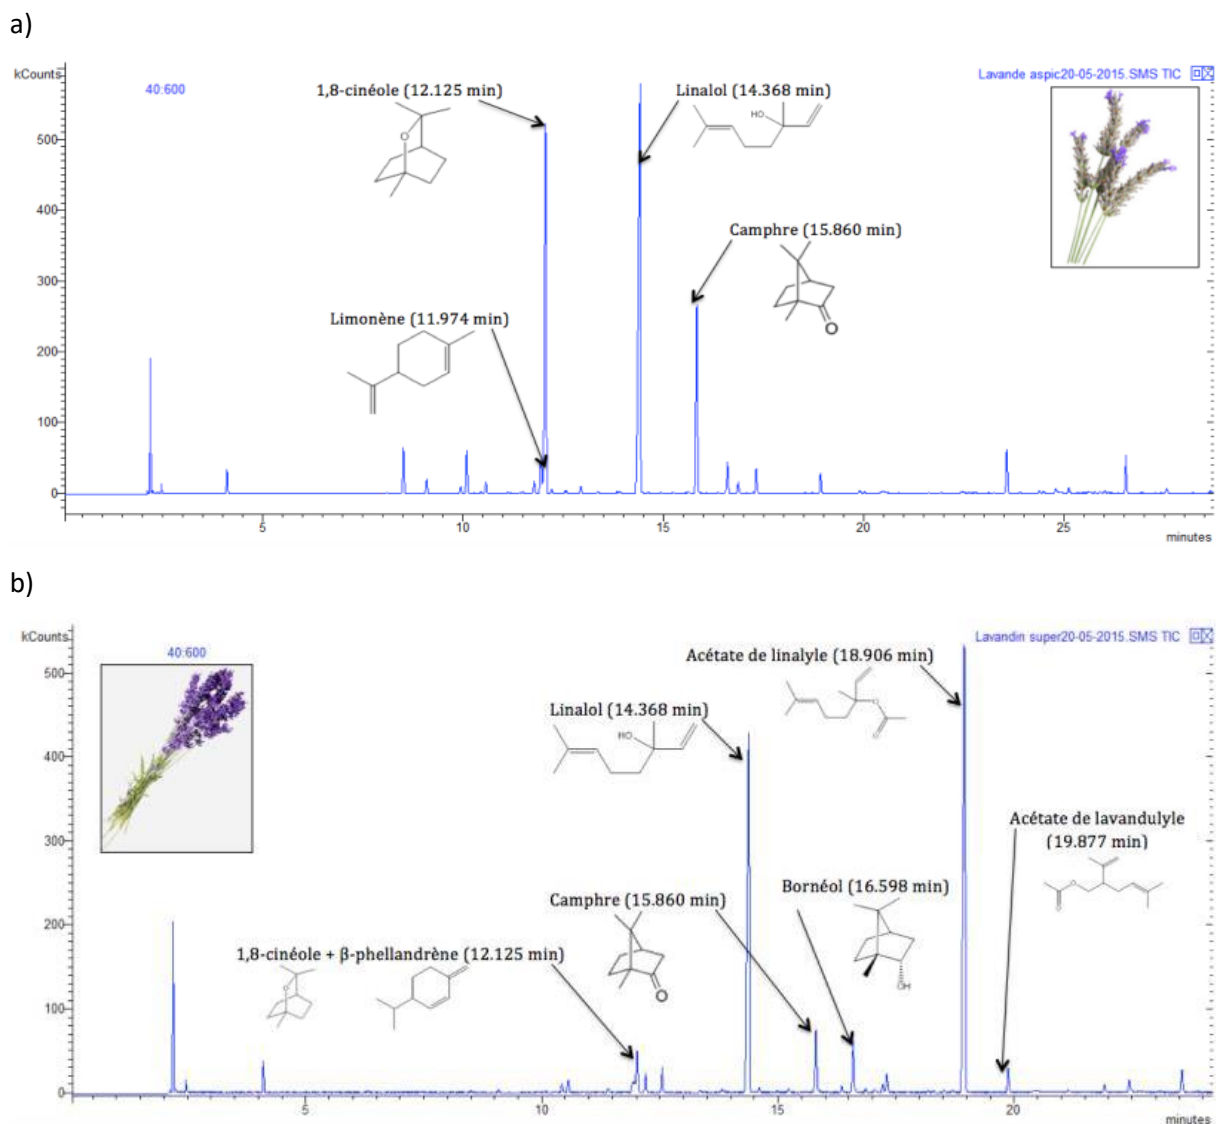 a)
kCounts
40:600
1,8-cinéole (12.125 min)
Linalol (14.368 min)
Lavande aspic20-05-2015.SMS TIC
500
400
300
200
100
0
HO
O
Camphre (15.860 min)
O
Limonène (11.974 min)
5
10
15
20
25
minutes
b)
kCounts
40:600
Lavandin super20-05-2015.SMS TIC
500
400
300
200
100
0
Acétate de linalyle (18.906 min)
O
O
Linalol (14.368 min)
HO
Acétate de lavandulyle
(19.877 min)
O
O
Bornéol (16.598 min)
OH
Camphre (15.860 min)
O
1,8-cinéole + β-phellandrène (12.125 min)
O
5
10
15
20
minutes